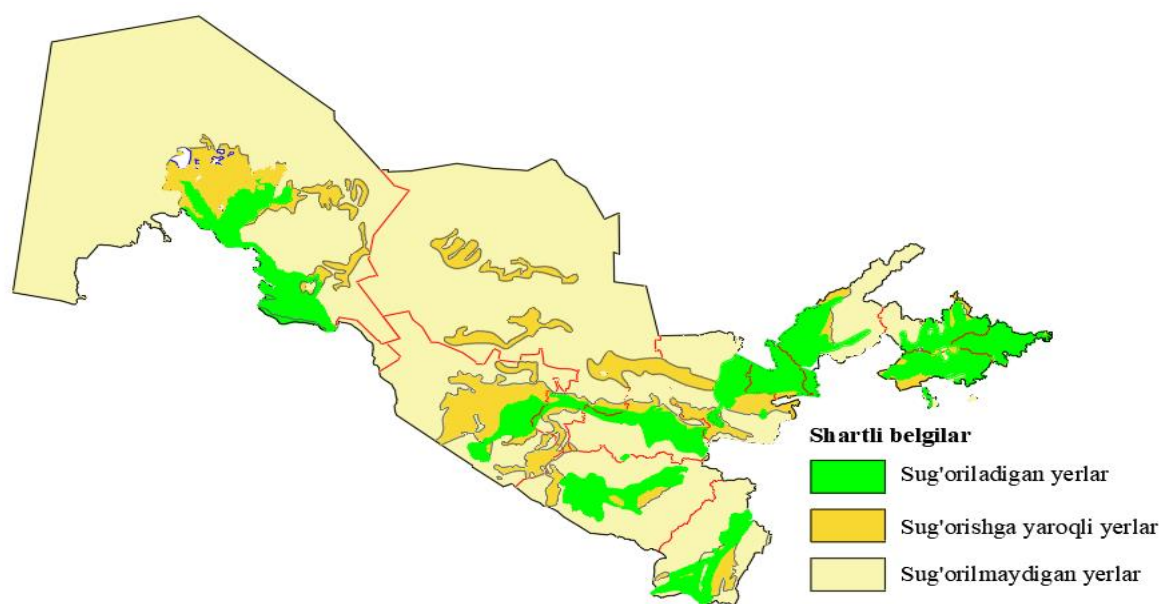 Shartli belgilar
Sug'oriladigan yerlar
Sug'orishga yaroqli yerlar
Sug'orilmaydigan yerlar